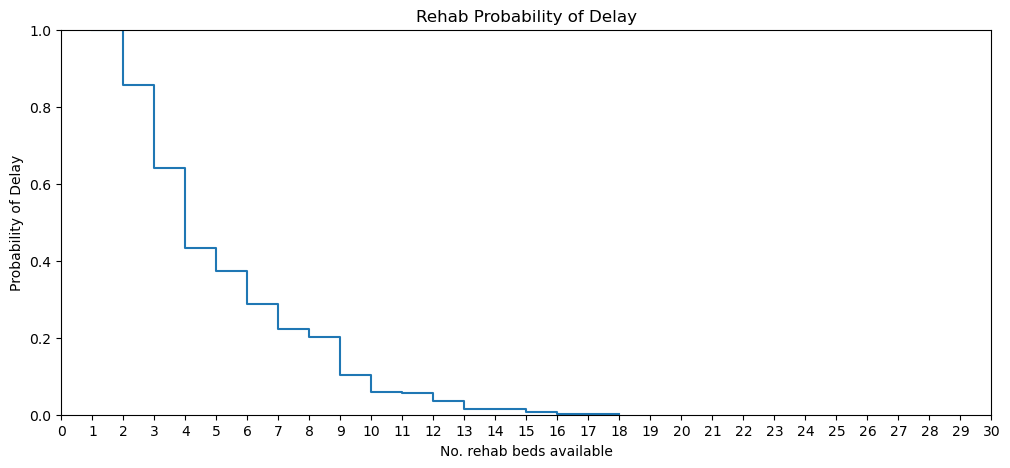 Rehab Probability of Delay
1.0
0.8
0.6
0.4
0.2
0.0
Probability of Delay
0 1 2 3 4 5 6 7 8 9 10 11 12 13 14 15 16 17 18 19 20 21 22 23 24 25 26 27 28 29 30
No. rehab beds available